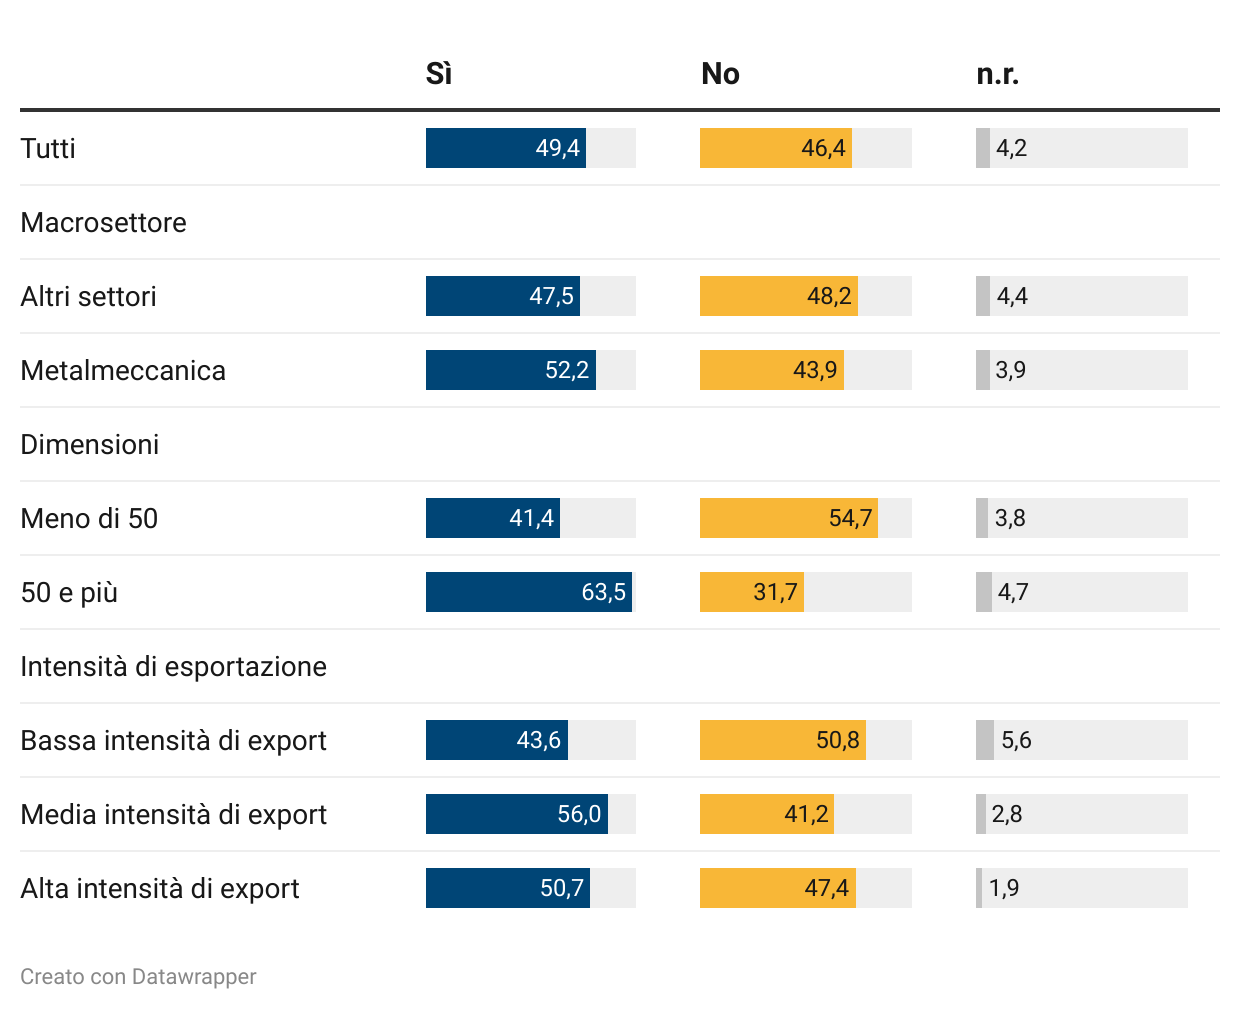 Sì No n.r.
Tutti 49,4 46,4 4,2
Macrosettore
Altri settori 47,5 48,2 4,4
Metalmeccanica 52,2 43,9 3,9
Dimensioni
Meno di 50 41,4 54,7 3,8
50 e più 63,5 31,7 4,7
Intensità di esportazione
Bassa intensità di export 43,6 50,8 5,6
Media intensità di export 56,0 41,2 2,8
Alta intensità di export 50,7 47,4 1,9
Creato con Datawrapper